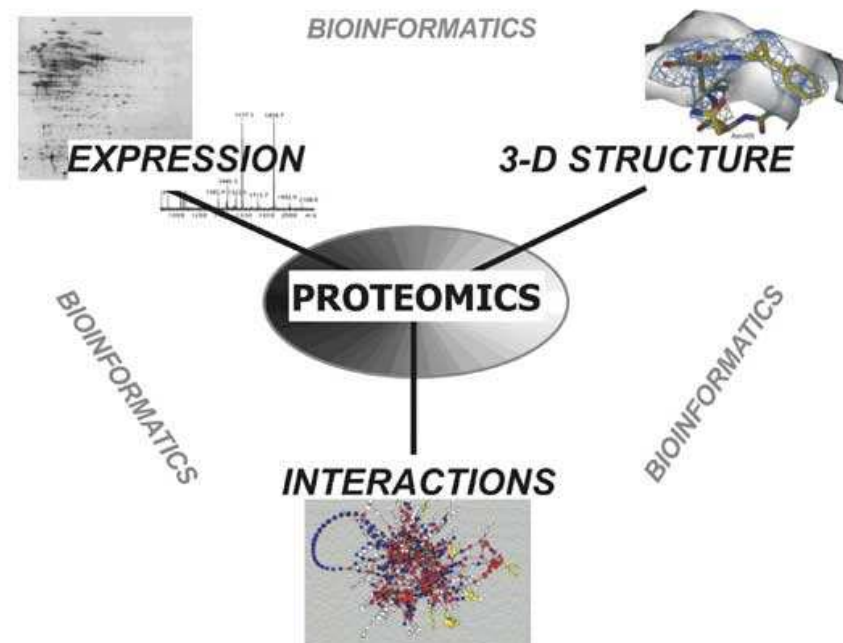 BIOINFORMATICS
EXPRESSION
3-D STRUCTURE
PROTEOMICS
BIOINFORMATICS
BIOINFORMATICS
INTERACTIONS